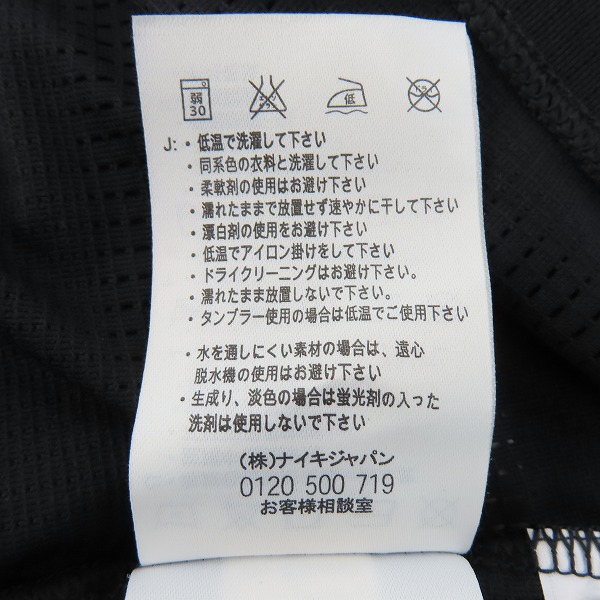 弱
30
低
ドライ
J: ・低温で洗濯して下さい
・同系色の衣料と洗濯して下さい
・柔軟剤の使用はお避け下さい
・濡れたままで放置せず速やかに干して下さい
・漂白剤の使用をお避け下さい
・低温でアイロン掛けをして下さい
・ドライクリーニングはお避け下さい。
・濡れたまま放置しないで下さい。
・タンブラー使用の場合は低温でご使用下さい
・水を通しにくい素材の場合は、遠心
脱水機の使用はお避け下さい
・生成り、淡色の場合は蛍光剤の入った
洗剤は使用しないで下さい
(株)ナイキジャパン
0120 500 719
お客様相談室